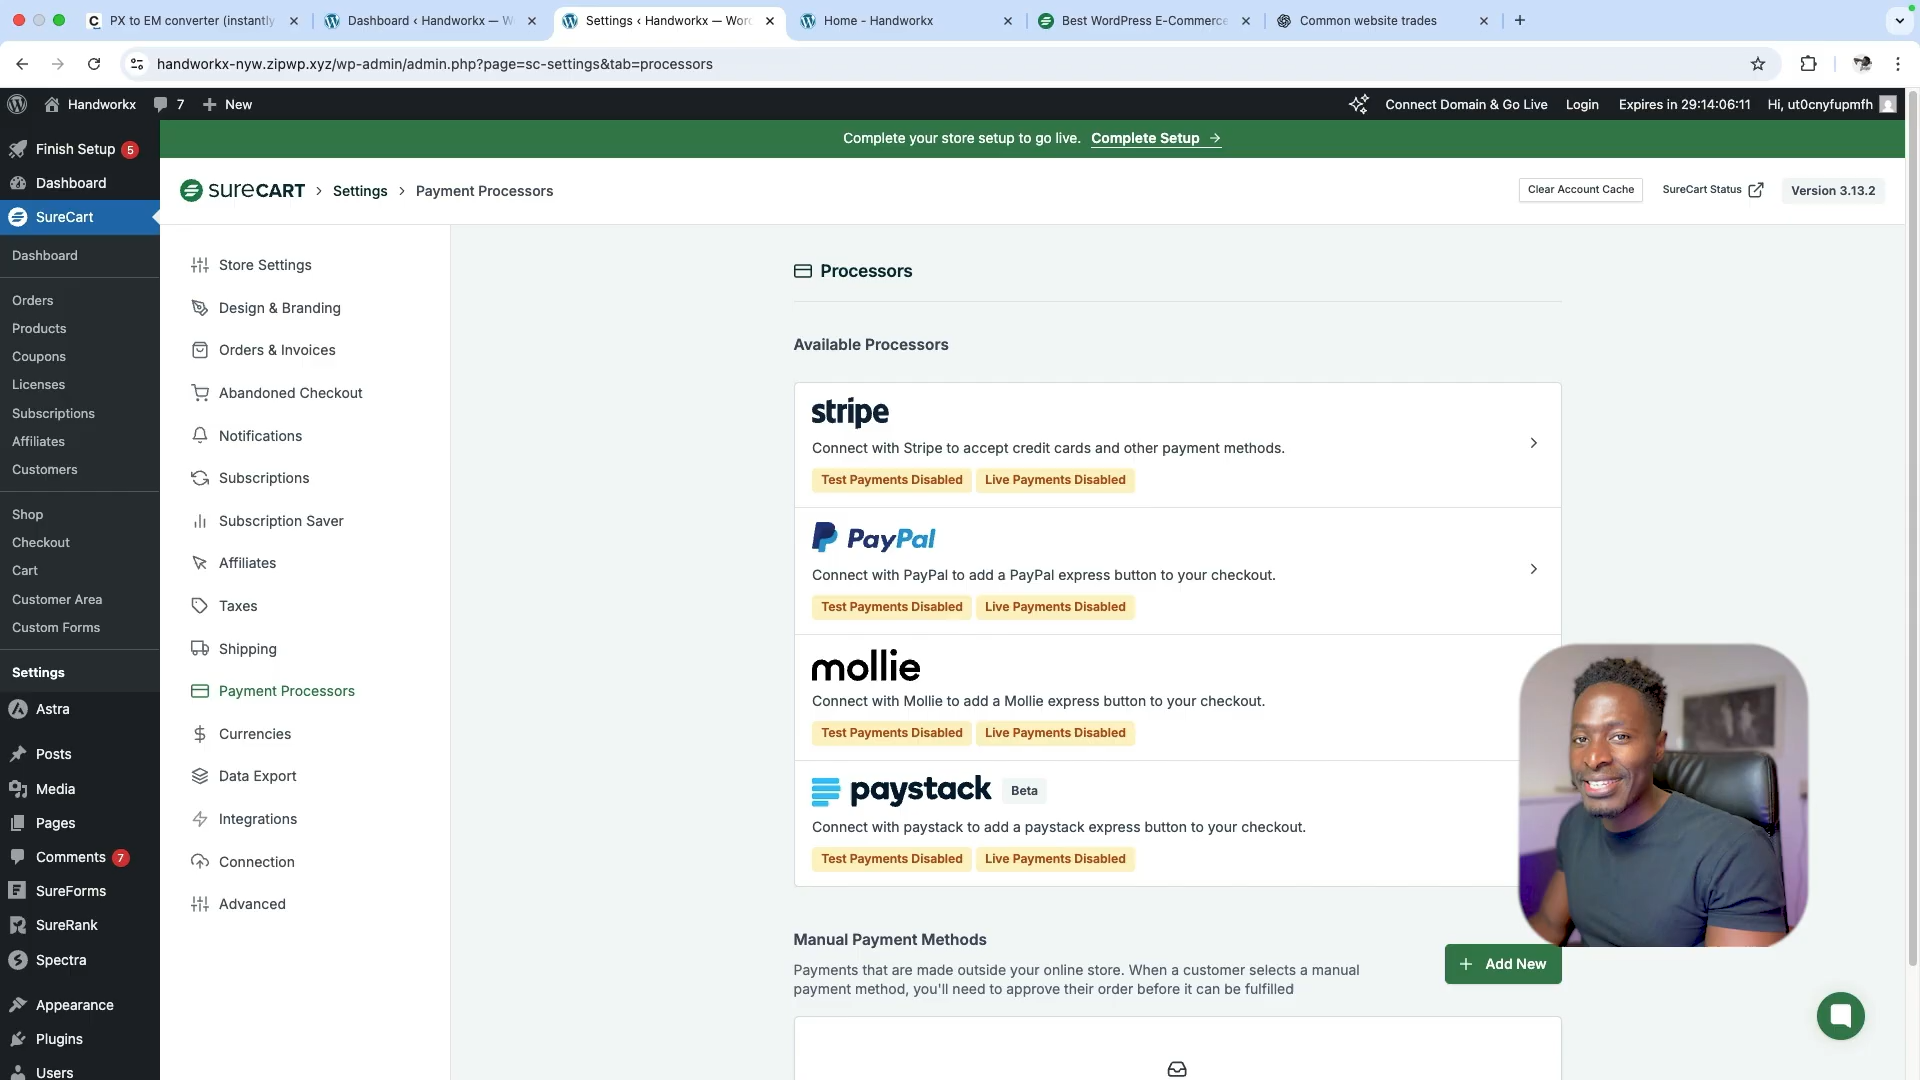 PX to EM converter (instantly
Dashboard ‹ Handworkx — W
Settings ‹ Handworkx — Word
Home - Handworkx
Best WordPress E-Commerce
Common website trades
handworkx-nyw.zipwp.xyz/wp-admin/admin.php?page=sc-settings&tab=processors
Handworkx
7
New
Connect Domain & Go Live
Login
Expires in 29:14:06:11
Hi, ut0cnyfupmfh
Complete your store setup to go live. Complete Setup →
Finish Setup 5
Dashboard
SureCart
Dashboard
Orders
Products
Coupons
Licenses
Subscriptions
Affiliates
Customers
Shop
Checkout
Cart
Customer Area
Custom Forms
Settings
Astra
Posts
Media
Pages
Comments 7
SureForms
SureRank
Spectra
Appearance
Plugins
Users
SURECART > Settings > Payment Processors
Clear Account Cache
SureCart Status
Version 3.13.2
Store Settings
Design & Branding
Orders & Invoices
Abandoned Checkout
Notifications
Subscriptions
Subscription Saver
Affiliates
Taxes
Shipping
Payment Processors
Currencies
Data Export
Integrations
Connection
Advanced
Processors
Available Processors
stripe
Connect with Stripe to accept credit cards and other payment methods.
Test Payments Disabled Live Payments Disabled
PayPal
Connect with PayPal to add a PayPal express button to your checkout.
Test Payments Disabled Live Payments Disabled
mollie
Connect with Mollie to add a Mollie express button to your checkout.
Test Payments Disabled Live Payments Disabled
paystack Beta
Connect with paystack to add a paystack express button to your checkout.
Test Payments Disabled Live Payments Disabled
Manual Payment Methods
Payments that are made outside your online store. When a customer selects a manual
payment method, you'll need to approve their order before it can be fulfilled
+ Add New